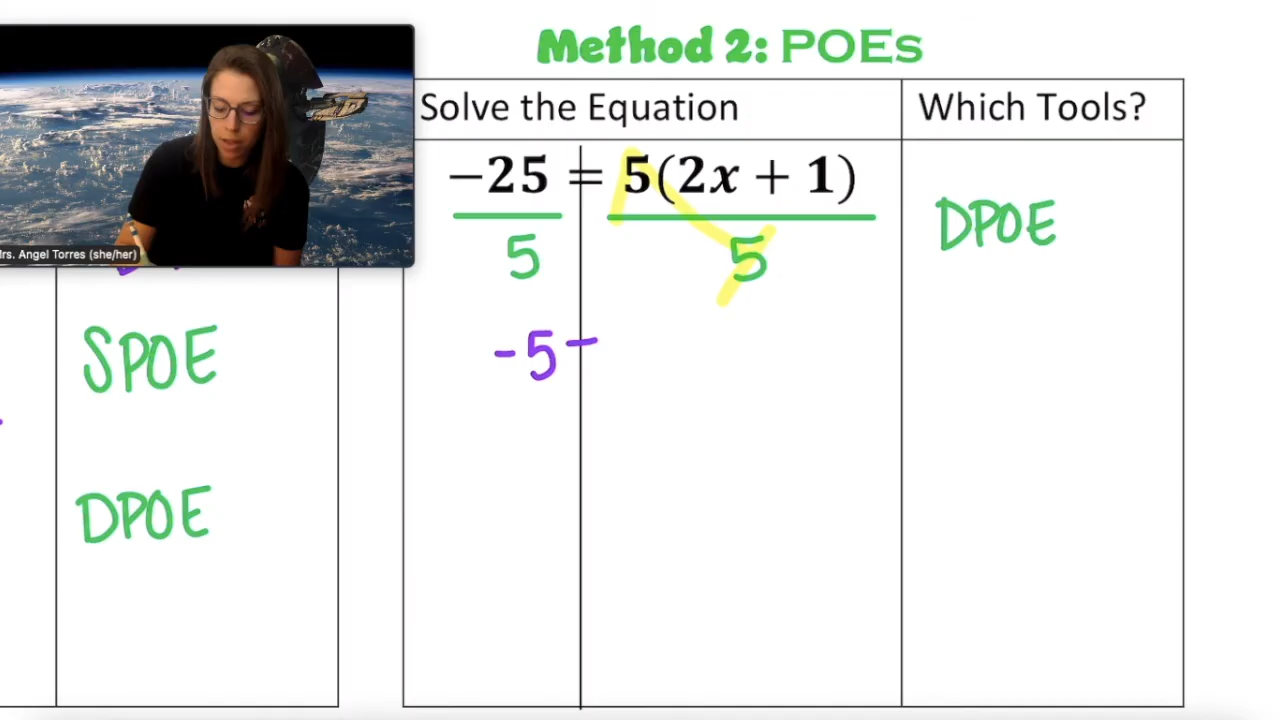 Method 2: POEs
Solve the Equation
Which Tools?
−25 = 5(2x + 1)
5
5
DPOE
-5 =
Mrs. Angel Torres (she/her)
SPOE
DPOE